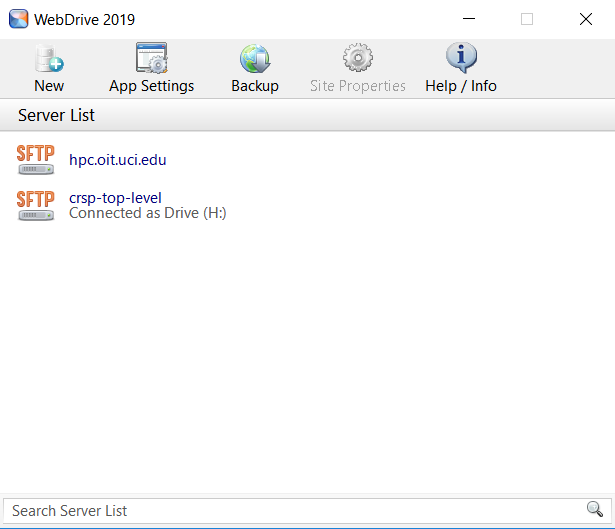 WebDrive 2019
New
App Settings
Backup
Site Properties
Help / Info
Server List
SFTP
hpc.oit.uci.edu
SFTP
crsp-top-level
Connected as Drive (H:)
Search Server List